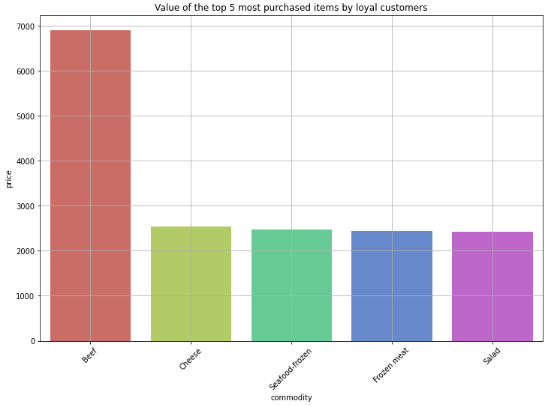 Value of the top 5 most purchased items by loyal customers
7000
6000
5000
4000
3000
2000
1000
0
price
Beef
Cheese
Seafood-frozen
Frozen meat
Salad
commodity